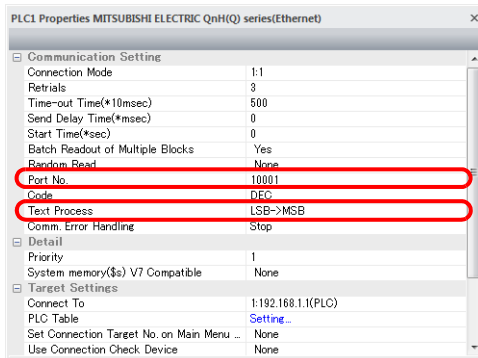 PLC1 Properties MITSUBISHI ELECTRIC QnH(Q) series(Ethernet)
Communication Setting
Connection Mode 1:1
Retrials 3
Time-out Time(*10msec) 500
Send Delay Time(*msec) 0
Start Time(*sec) 0
Batch Readout of Multiple Blocks Yes
Random Read None
Port No. 10001
Code DEC
Text Process LSB->MSB
Comm. Error Handling Stop
Detail
Priority 1
System memory($s) V7 Compatible None
Target Settings
Connect To 1:192.168.1.1(PLC)
PLC Table Setting...
Set Connection Target No. on Main Menu ... None
Use Connection Check Device None